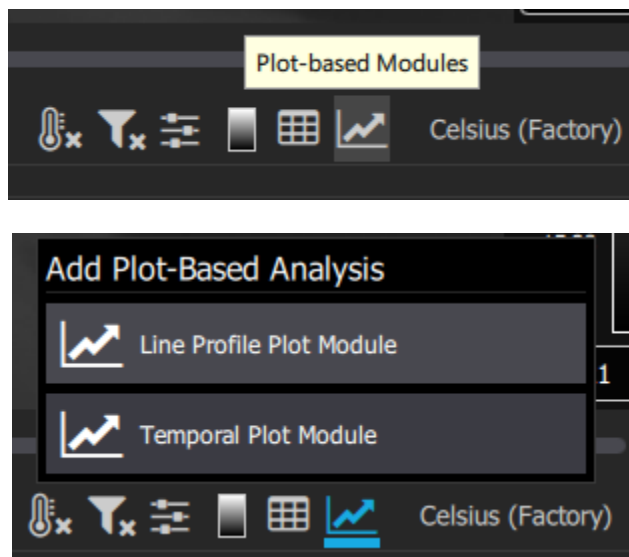 Plot-based Modules
Celsius (Factory)
Add Plot-Based Analysis
Line Profile Plot Module
1
Temporal Plot Module
Celsius (Factory)